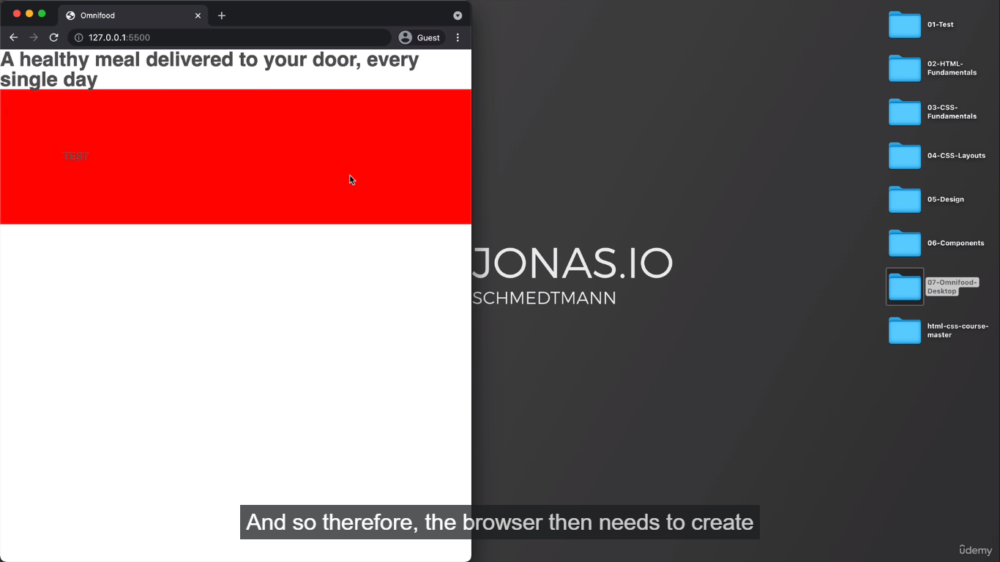 Omnifood
127.0.0.1:5500
Guest
A healthy meal delivered to your door, every
single day
TEST
JONAS.IO
SCHMEDTMANN
01-Test
02-HTML-
Fundamentals
03-CSS-
Fundamentals
04-CSS-Layouts
05-Design
06-Components
07-Omnifood-
Desktop
html-css-course-
master
And so therefore, the browser then needs to create
ûdemy